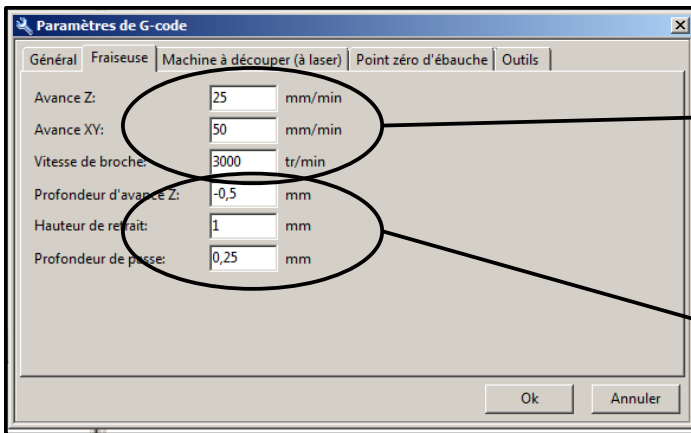 Paramètres de G-code
Général Fraiseuse Machine à découper (à laser) Point zéro d'ébauche Outils
Avance Z: 25 mm/min
Avance XY: 50 mm/min
Vitesse de broche: 3000 tr/min
Profondeur d'avance Z: -0,5 mm
Hauteur de retrait: 1 mm
Profondeur de passe: 0,25 mm
Ok Annuler